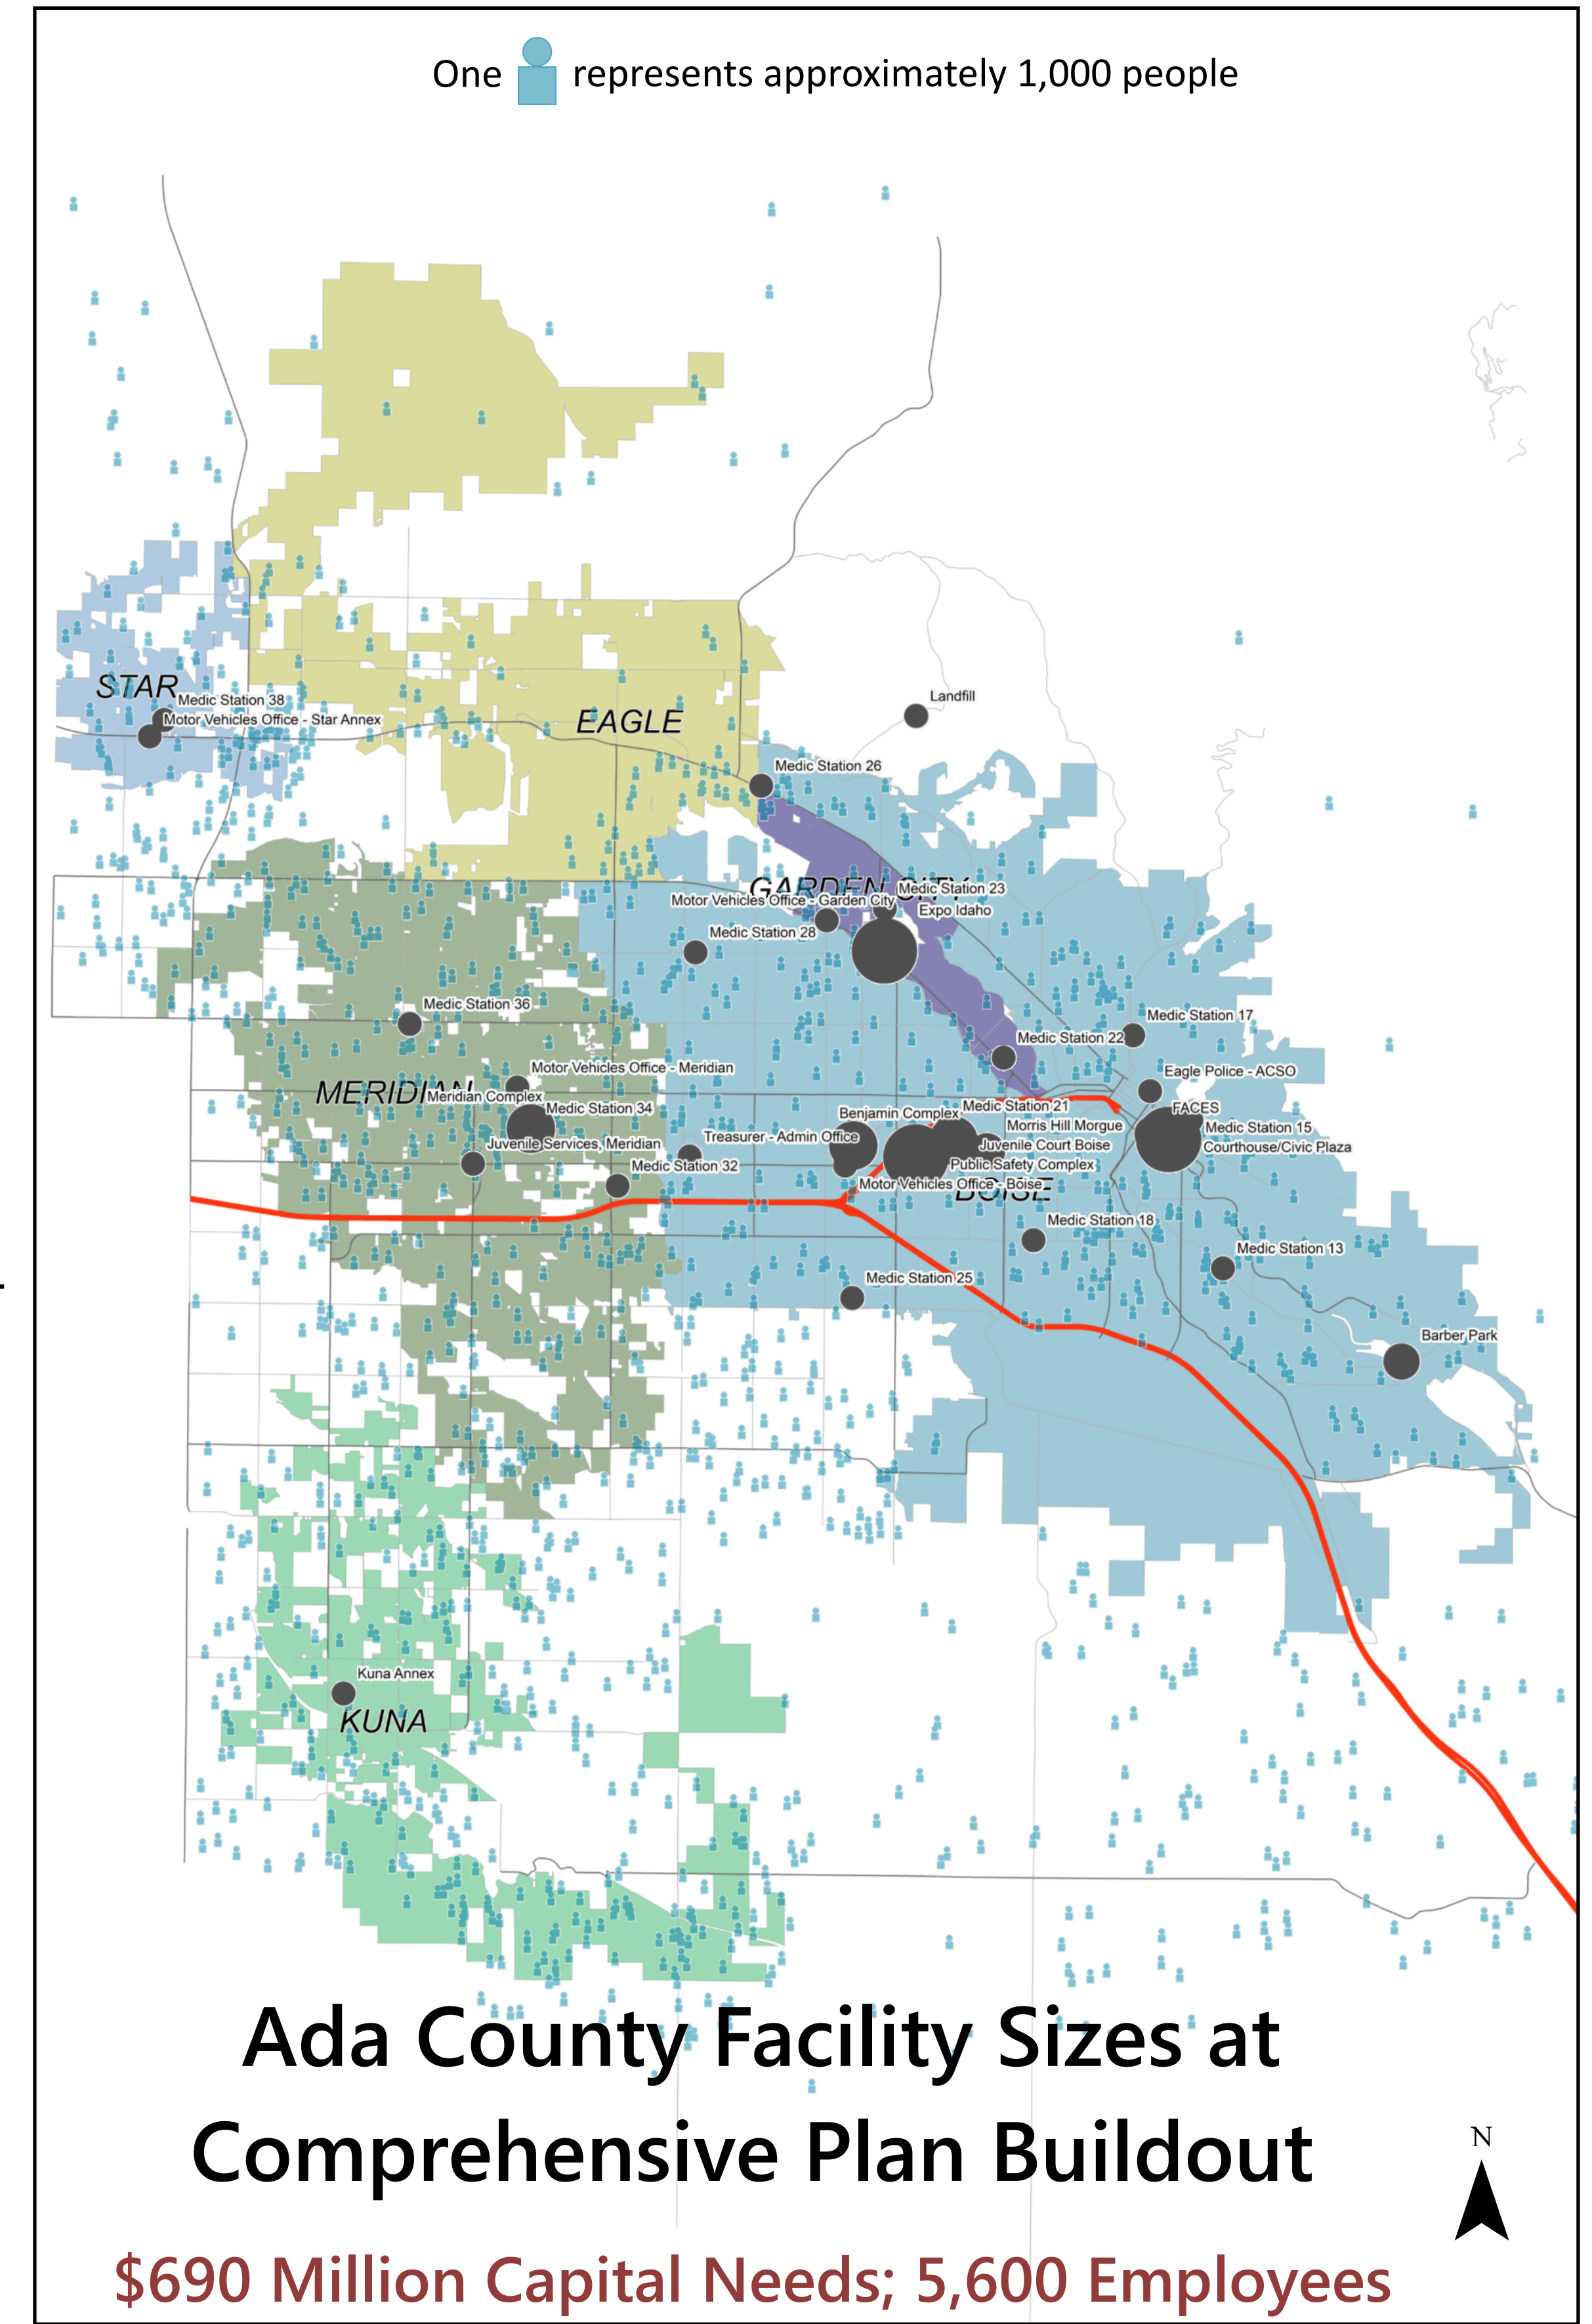 One represents approximately 1,000 people
STAR
Medic Station 38
Motor Vehicles Office - Star Annex
EAGLE
Landfill
Medic Station 26
GARDEN CITY
Medic Station 23
Motor Vehicles Office - Garden City
Expo Idaho
Medic Station 28
Medic Station 36
Medic Station 17
Medic Station 22
Motor Vehicles Office - Meridian
Eagle Police - ACSO
MERIDIAN
Meridian Complex
Medic Station 34
Medic Station 21
FACES
Benjamin Complex
Morris Hill Morgue
Medic Station 15
Treasurer - Admin Office
Juvenile Services, Meridian
Juvenile Court Boise
Courthouse/Civic Plaza
Medic Station 32
Public Safety Complex
Motor Vehicles Office - Boise
BOISE
Medic Station 18
Medic Station 13
Medic Station 25
Barber Park
Kuna Annex
KUNA
Ada County Facility Sizes at
Comprehensive Plan Buildout
N
$690 Million Capital Needs; 5,600 Employees